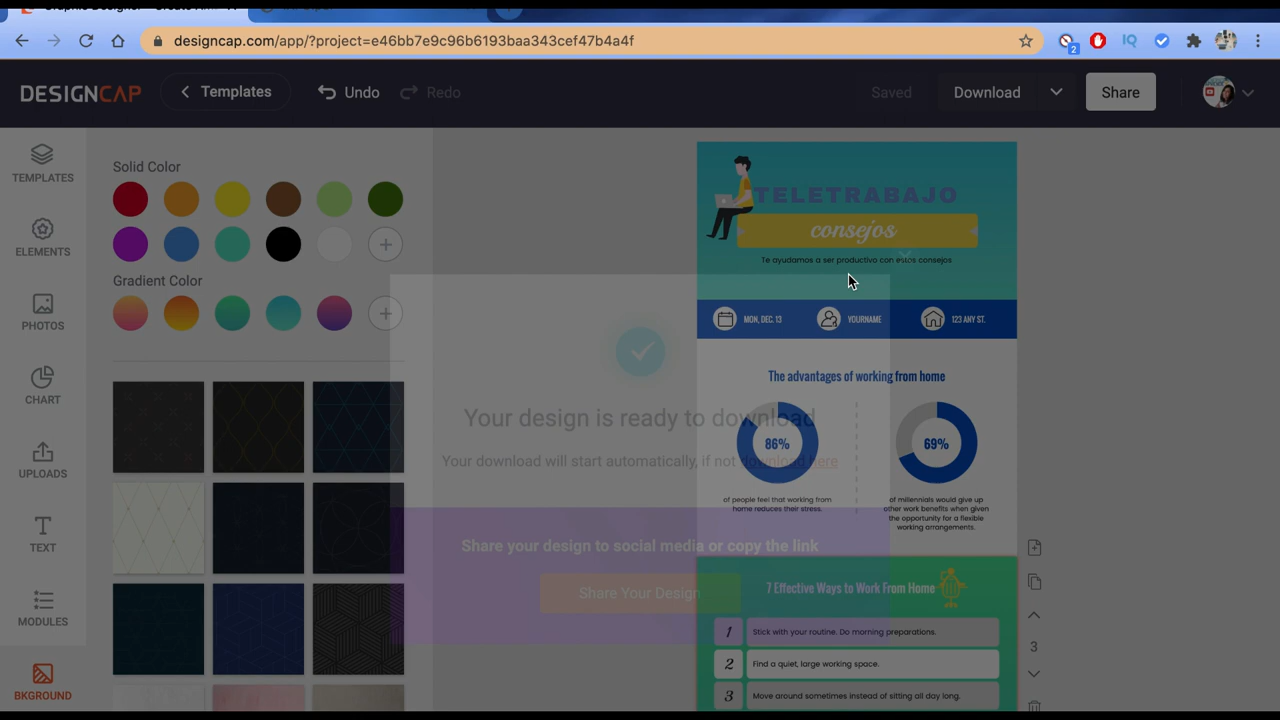 designcap.com/app/?project=e46bb7e9c96b6193baa343cef47b4a4f
2
DESIGNCAP
Templates
Undo
Redo
Saved
Download
Share
TEMPLATES
ELEMENTS
PHOTOS
CHART
UPLOADS
TEXT
MODULES
BKGROUND
Solid Color
Gradient Color
Your design is ready to download
Your download will start automatically, if not download here
Share your design to social media or copy the link
Share Your Design
TELETRABAJO
consejos
Te ayudamos a ser productivo con estos consejos
MON, DEC. 13
YOURNAME
123 ANY ST.
The advantages of working from home
86%
69%
of people feel that working from
home reduces their stress.
of millennials would give up
other work benefits when given
the opportunity for a flexible
working arrangements.
7 Effective Ways to Work From Home
1 Stick with your routine. Do morning preparations.
2 Find a quiet, large working space.
3 Move around sometimes instead of sitting all day long.
3